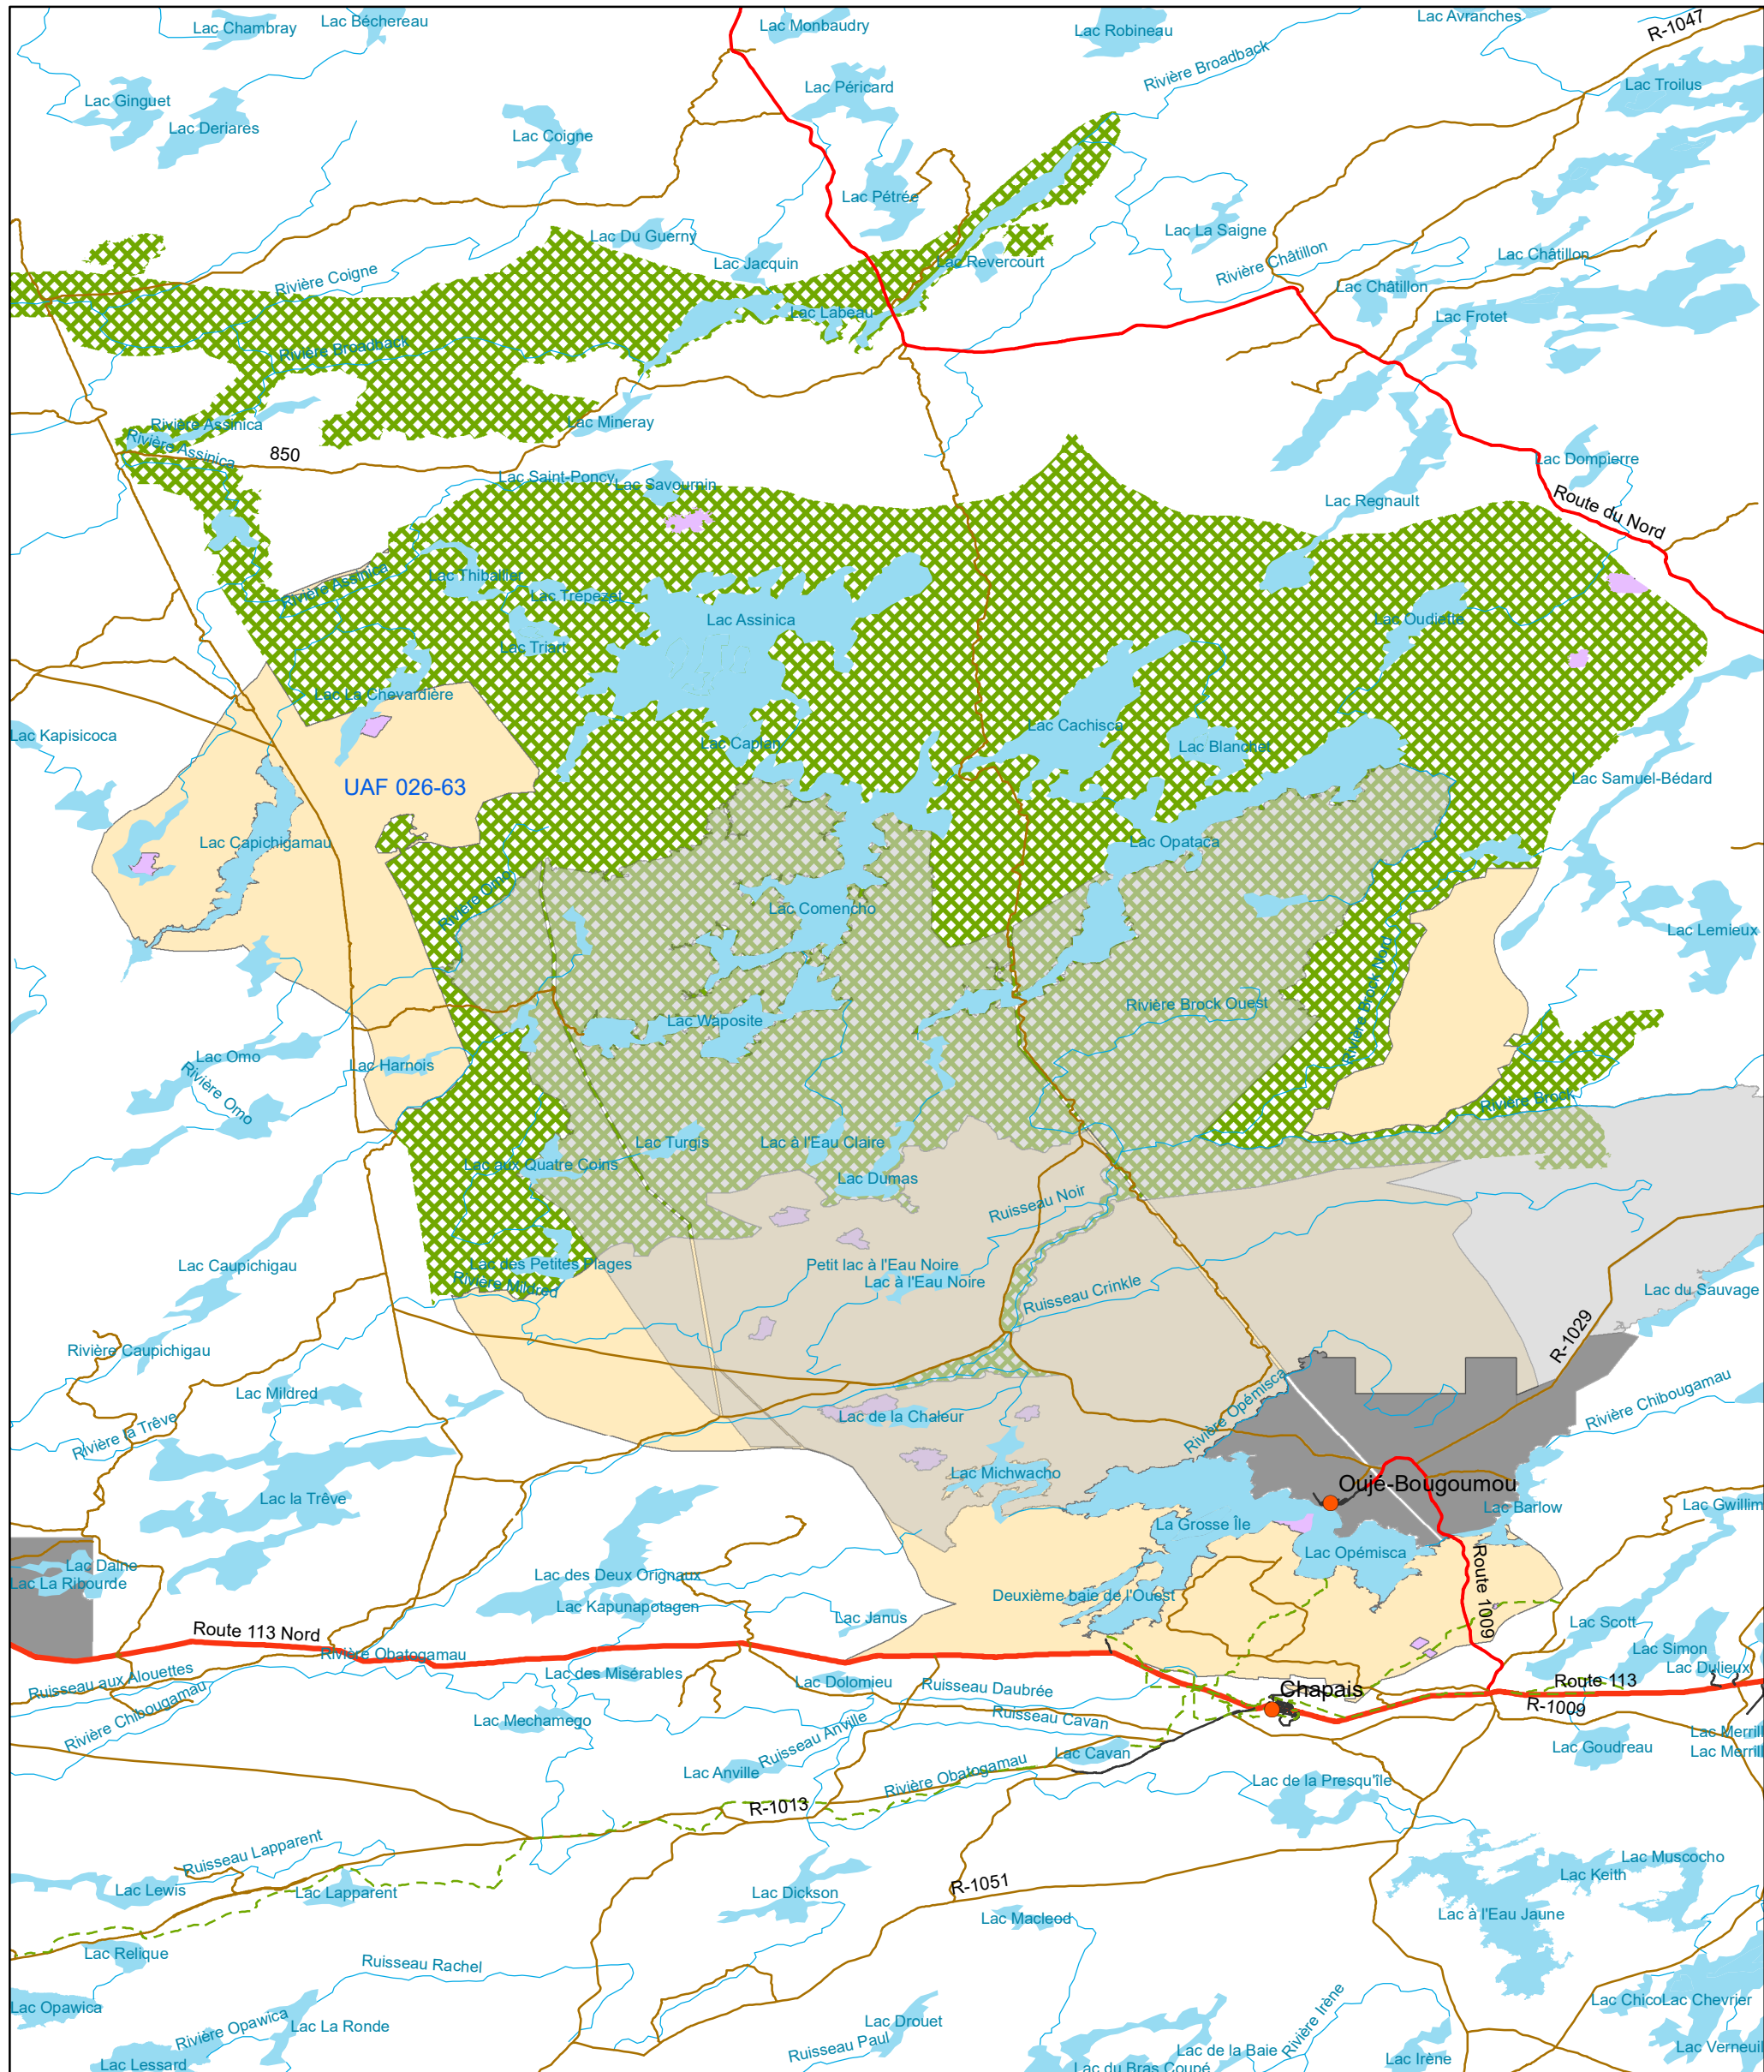 Lac Chambray
Lac Béchereau
Lac Monbaudry
Lac Robineau
Lac Avranches
R-1047
Rivière Broadback
Lac Troilus
Lac Ginguet
Lac Deriares
Lac Péricard
Lac Coigne
Lac Pétrée
Lac La Saigne
Lac Du Guerny
Lac Jacquin
Lac Revercourt
Rivière Châtillon
Lac Châtillon
Lac Châtillon
Rivière Coigne
Lac Labeau
Lac Frotet
Rivière Broadback
Rivière Assinica
Rivière Assinica
850
Lac Mineray
Lac Dompierre
Lac Saint-Poncy
Lac Savournin
Lac Regnault
Route du Nord
Rivière Assinica
Lac Thiballier
Lac Trepezet
Lac Assinica
Lac Triart
Lac Oudiette
Lac La Chevardière
Lac Kapisicoca
Lac Caplan
Lac Cachisca
Lac Blanchet
UAF 026-63
Lac Samuel-Bédard
Lac Capichigamau
Lac Opataca
Rivière Omo
Lac Comencho
Lac Lemieux
Rivière Brock Nord
Rivière Brock Ouest
Lac Waposite
Lac Omo
Rivière Omo
Lac Harnois
Rivière Brock
Lac Turgis
Lac à l'Eau Claire
Lac aux Quatre Coins
Lac Dumas
Ruisseau Noir
Lac Caupichigau
Lac des Petites Plages
Rivière Mildred
Petit lac à l'Eau Noire
Lac à l'Eau Noire
Ruisseau Crinkle
Lac du Sauvage
R-1029
Rivière Caupichigau
Lac Mildred
Rivière la Trêve
Lac de la Chaleur
Rivière Opémisca
Rivière Chibougamau
Lac Michwacho
Oujé-Bougoumou
Lac la Trêve
Lac Barlow
Lac Gwillim
La Grosse Île
Lac Opémisca
Lac Daine
Lac La Ribourde
Lac des Deux Orignaux
Lac Kapunapotagen
Deuxième baie de l'Ouest
Route 1009
Lac Janus
Lac Scott
Route 113 Nord
Rivière Obatogamau
Lac Simon
Lac Dulieux
Ruisseau aux Alouettes
Lac des Misérables
Lac Dolomieu
Ruisseau Daubrée
Chapais
Route 113
R-1009
Rivière Chibougamau
Lac Mechamego
Ruisseau Anville
Ruisseau Cavan
Lac Cavan
Lac Goudreau
Lac Merrill
Lac Merrill
Lac Anville
Rivière Obatogamau
Lac de la Presqu'île
R-1013
Ruisseau Lapparent
Lac Lewis
Lac Lapparent
Lac Dickson
R-1051
Lac Muscocho
Lac Keith
Lac Macleod
Lac à l'Eau Jaune
Lac Relique
Ruisseau Rachel
Lac Opawica
Rivière Opawica
Lac La Ronde
Lac Drouet
Rivière Irène
Lac Chico
Lac Chevrier
Ruisseau Paul
Lac de la Baie
Lac Irène
Lac Verneuil
Lac Lessard
Lac du Bras Coupé